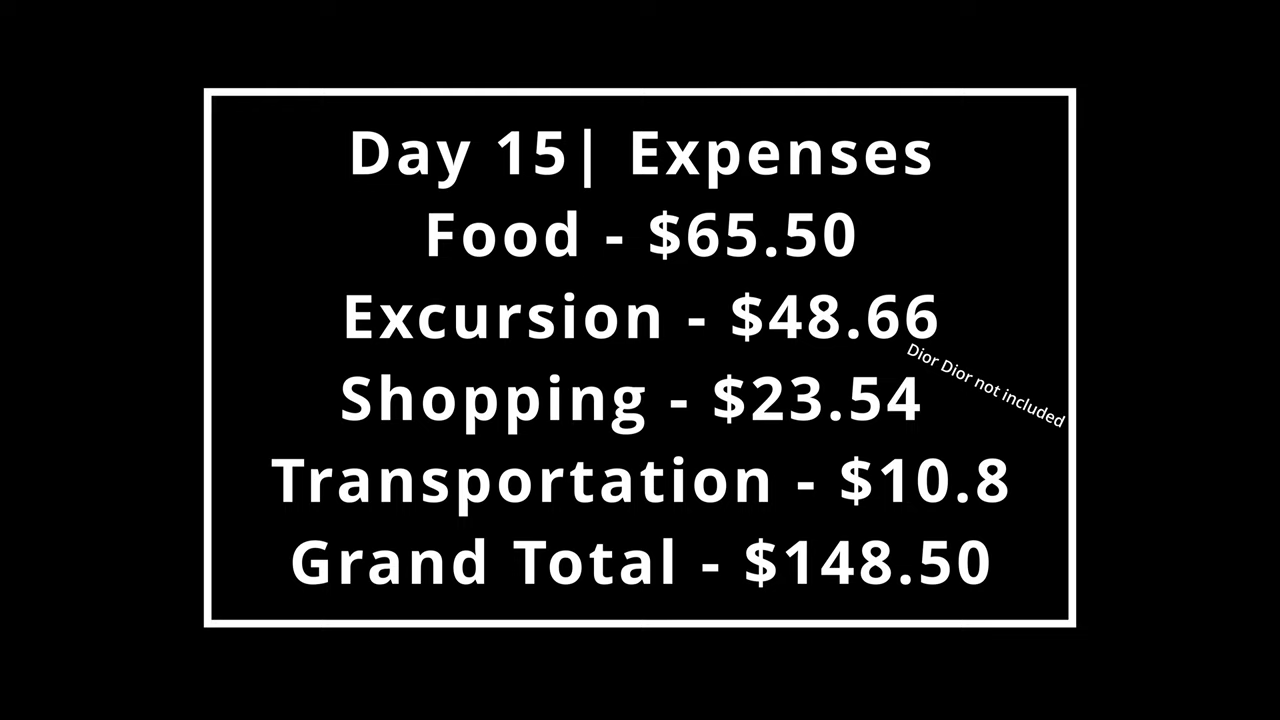 Day 15| Expenses
Food - $65.50
Excursion - $48.66
Dior Dior not included
Shopping - $23.54
Transportation - $10.8
Grand Total - $148.50